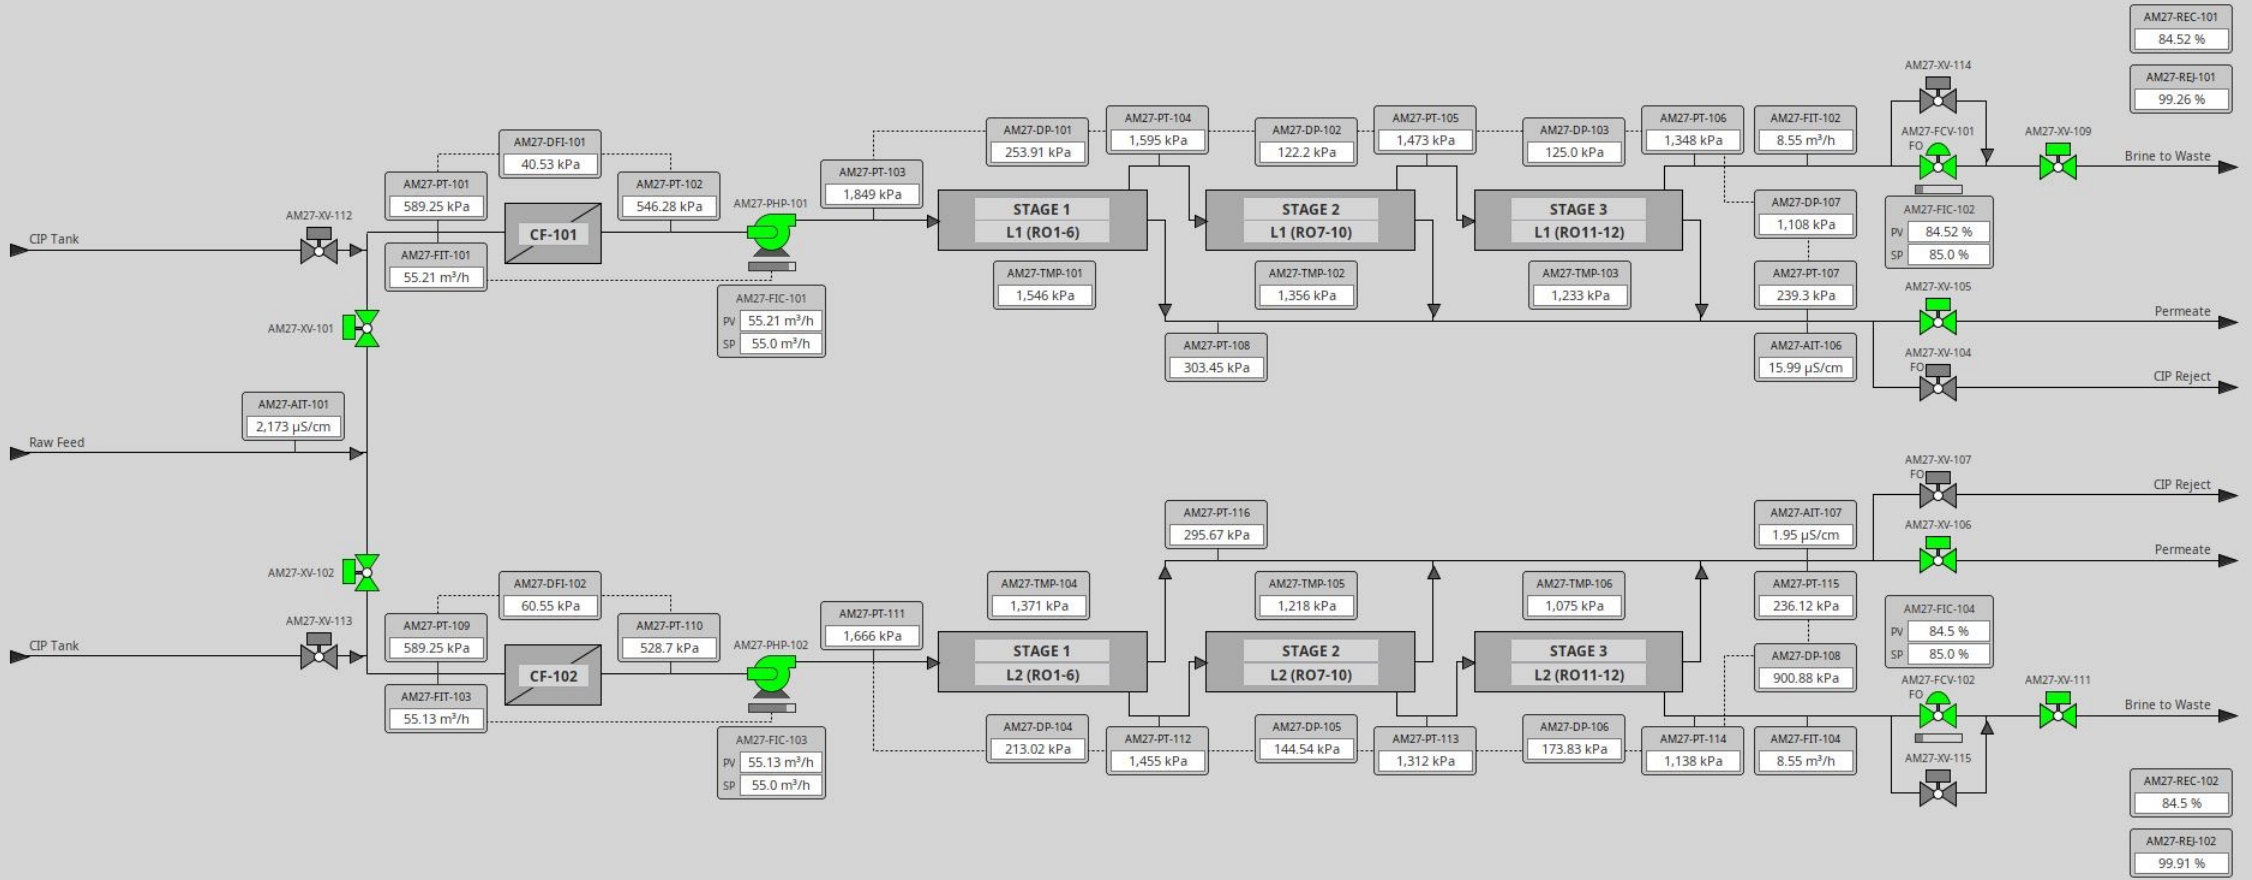 AM27-REC-101
84.52 %
AM27-REJ-101
99.26 %
AM27-XV-114
AM27-FCV-101
FO
AM27-XV-109
Brine to Waste
AM27-DP-101
253.91 kPa
AM27-PT-104
1,595 kPa
AM27-DP-102
122.2 kPa
AM27-PT-105
1,473 kPa
AM27-DP-103
125.0 kPa
AM27-PT-106
1,348 kPa
AM27-FIT-102
8.55 m³/h
AM27-DFI-101
40.53 kPa
AM27-PT-101
589.25 kPa
AM27-PT-102
546.28 kPa
AM27-PT-103
1,849 kPa
AM27-PHP-101
AM27-XV-112
CIP Tank
CF-101
AM27-FIT-101
55.21 m³/h
STAGE 1
L1 (RO1-6)
STAGE 2
L1 (RO7-10)
STAGE 3
L1 (RO11-12)
AM27-DP-107
1,108 kPa
AM27-FIC-102
PV 84.52 %
SP 85.0 %
AM27-TMP-101
1,546 kPa
AM27-TMP-102
1,356 kPa
AM27-TMP-103
1,233 kPa
AM27-PT-107
239.3 kPa
AM27-FIC-101
PV 55.21 m³/h
SP 55.0 m³/h
AM27-XV-101
AM27-XV-105
Permeate
AM27-PT-108
303.45 kPa
AM27-AIT-106
15.99 µS/cm
AM27-XV-104
FO
CIP Reject
AM27-AIT-101
2,173 µS/cm
Raw Feed
AM27-XV-107
FO
CIP Reject
AM27-PT-116
295.67 kPa
AM27-AIT-107
1.95 µS/cm
AM27-XV-106
Permeate
AM27-XV-102
AM27-DFI-102
60.55 kPa
AM27-TMP-104
1,371 kPa
AM27-TMP-105
1,218 kPa
AM27-TMP-106
1,075 kPa
AM27-PT-115
236.12 kPa
AM27-XV-113
CIP Tank
AM27-PT-109
589.25 kPa
AM27-PT-110
528.7 kPa
AM27-PT-111
1,666 kPa
AM27-PHP-102
AM27-FIC-104
PV 84.5 %
SP 85.0 %
CF-102
STAGE 1
L2 (RO1-6)
STAGE 2
L2 (RO7-10)
STAGE 3
L2 (RO11-12)
AM27-DP-108
900.88 kPa
AM27-FIT-103
55.13 m³/h
AM27-FCV-102
FO
AM27-XV-111
Brine to Waste
AM27-FIC-103
PV 55.13 m³/h
SP 55.0 m³/h
AM27-DP-104
213.02 kPa
AM27-PT-112
1,455 kPa
AM27-DP-105
144.54 kPa
AM27-PT-113
1,312 kPa
AM27-DP-106
173.83 kPa
AM27-PT-114
1,138 kPa
AM27-FIT-104
8.55 m³/h
AM27-XV-115
AM27-REC-102
84.5 %
AM27-REJ-102
99.91 %